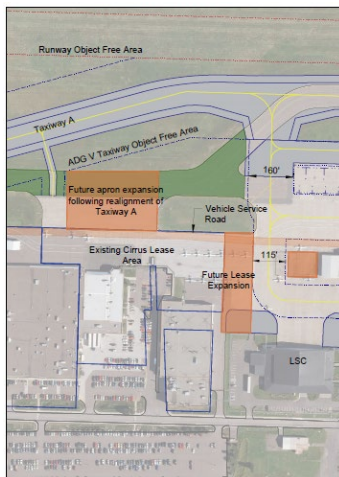 Runway Object Free Area
Taxiway A
ADG V Taxiway Object Free Area
160'
Future apron expansion
following realignment of
Taxiway A
Vehicle Service
Road
Existing Cirrus Lease
Area
115'
Future Lease
Expansion
LSC